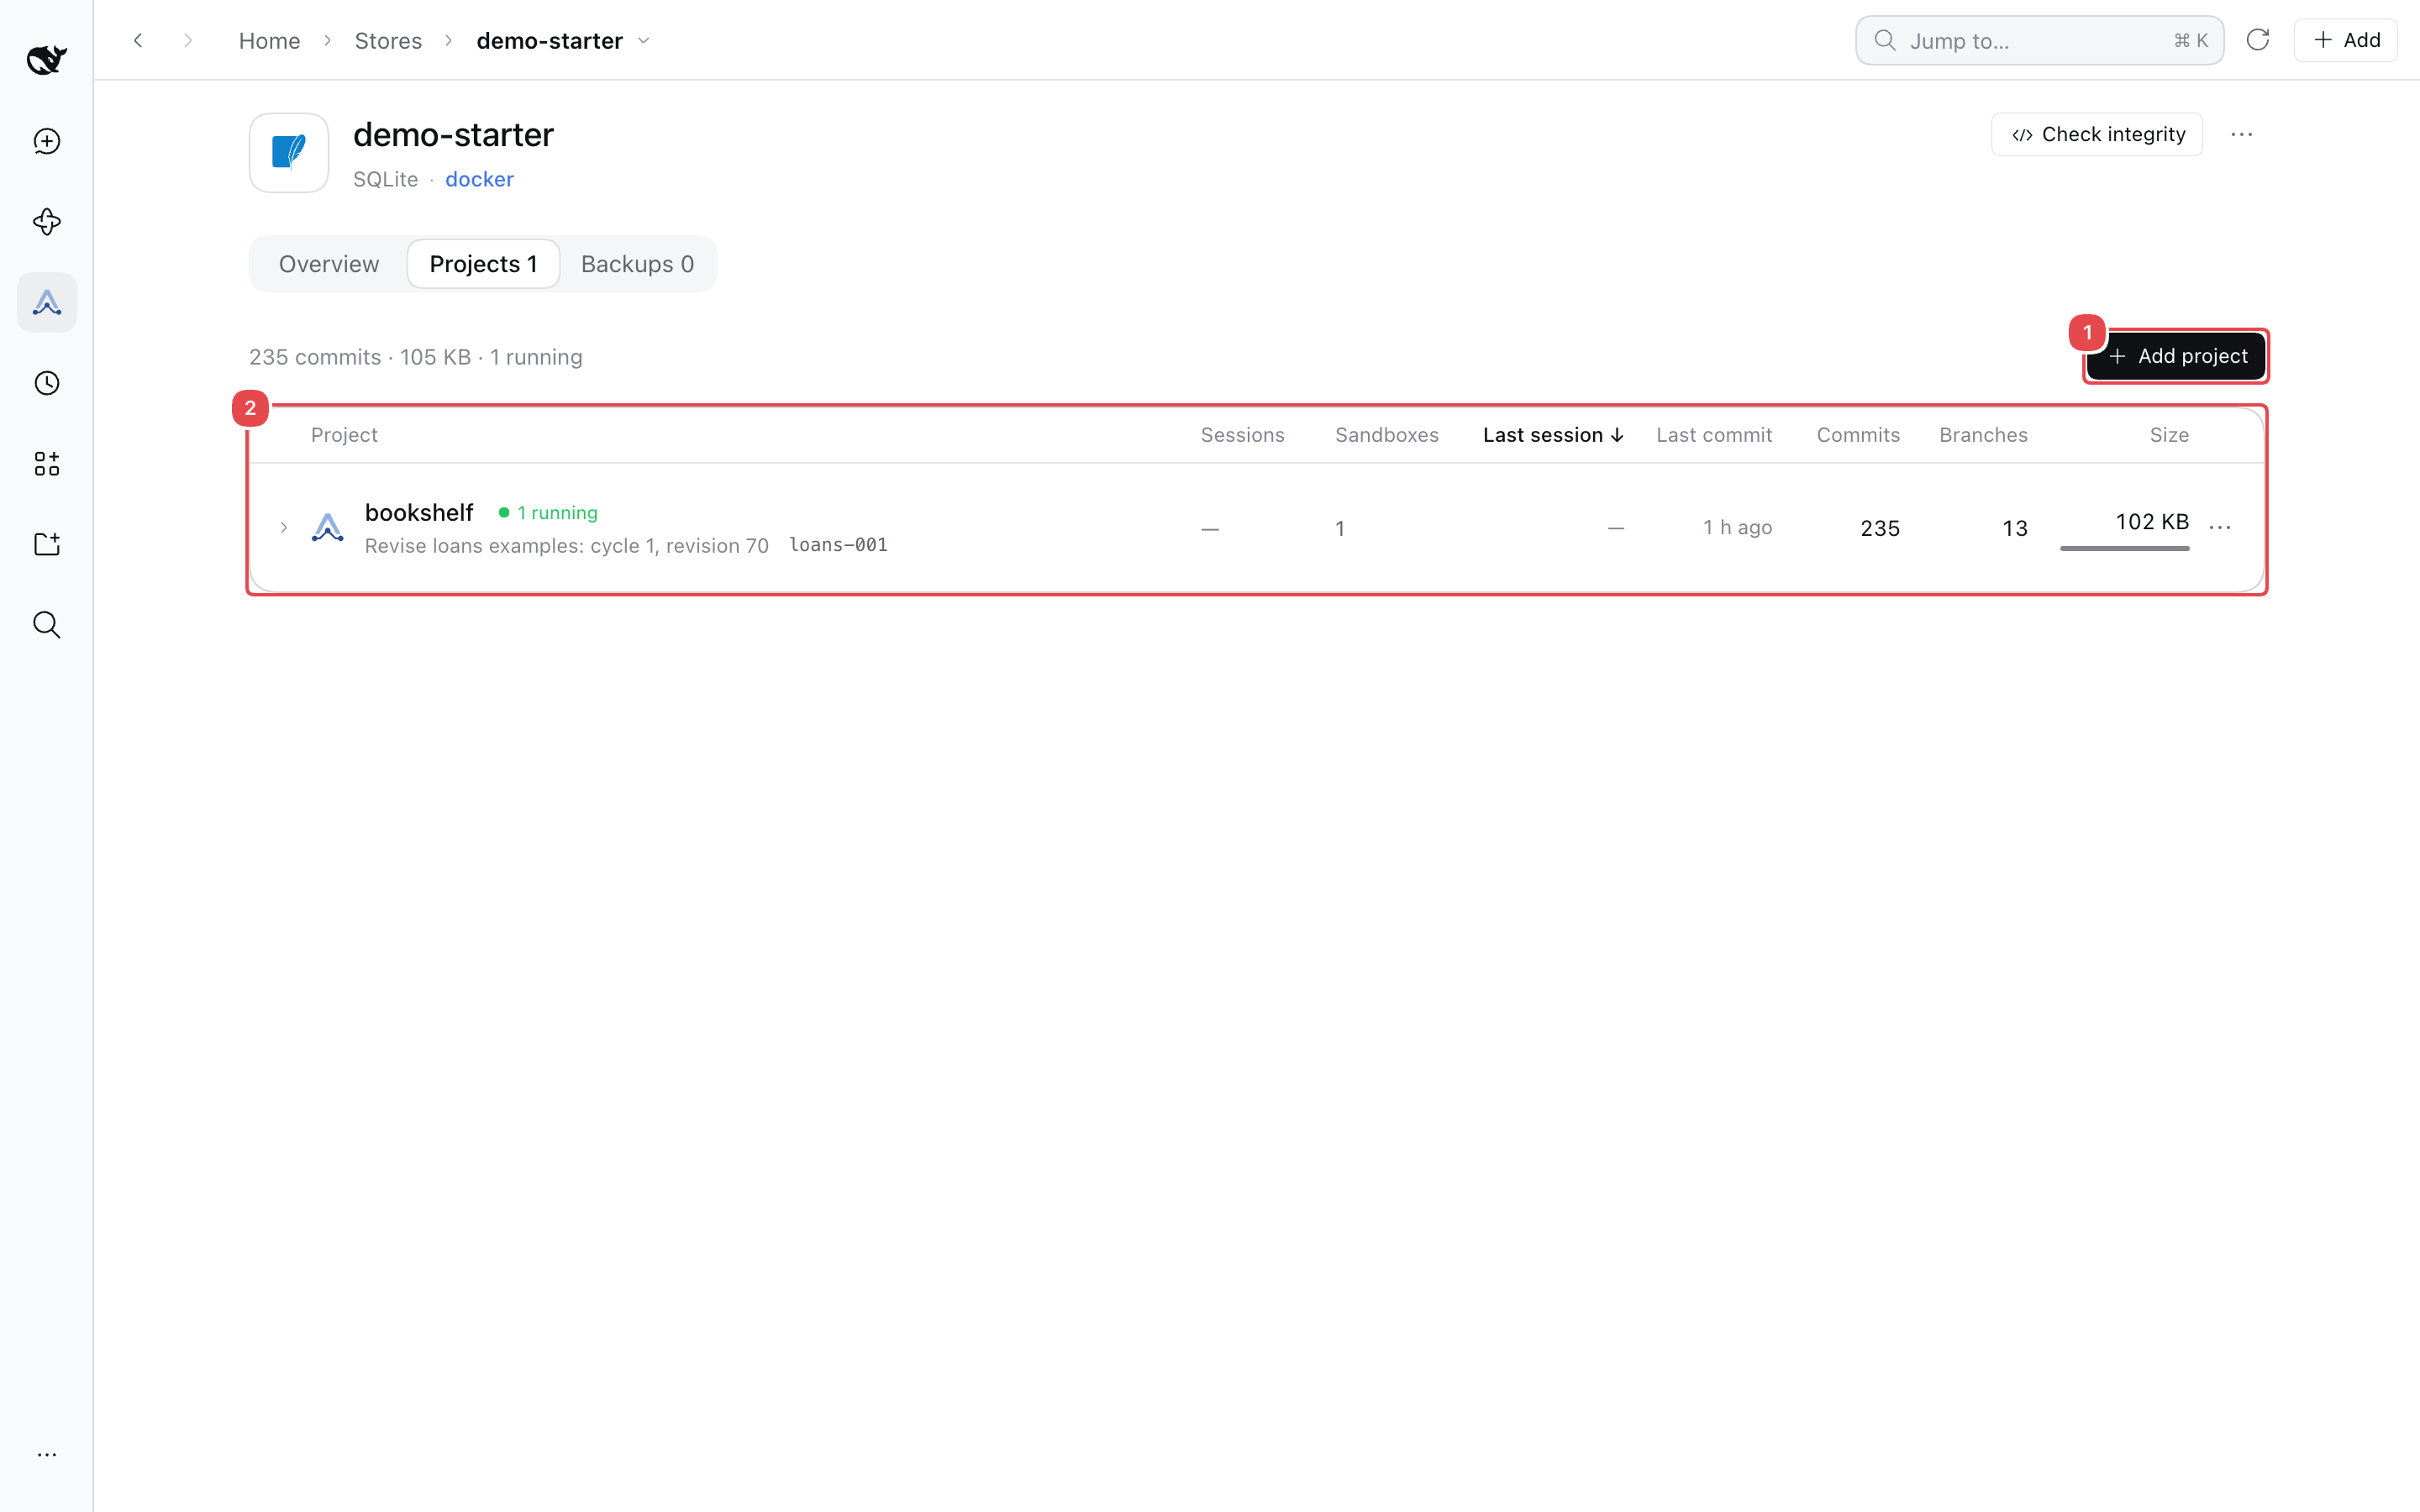 Home > Stores > demo-starter
Jump to... ⌘ K
+ Add
demo-starter
SQLite · docker
</> Check integrity ...
Overview Projects 1 Backups 0
235 commits · 105 KB · 1 running
1
+ Add project
2
Project Sessions Sandboxes Last session ↓ Last commit Commits Branches Size
bookshelf 1 running
Revise loans examples: cycle 1, revision 70 loans-001
— 1 — 1 h ago 235 13 102 KB ...